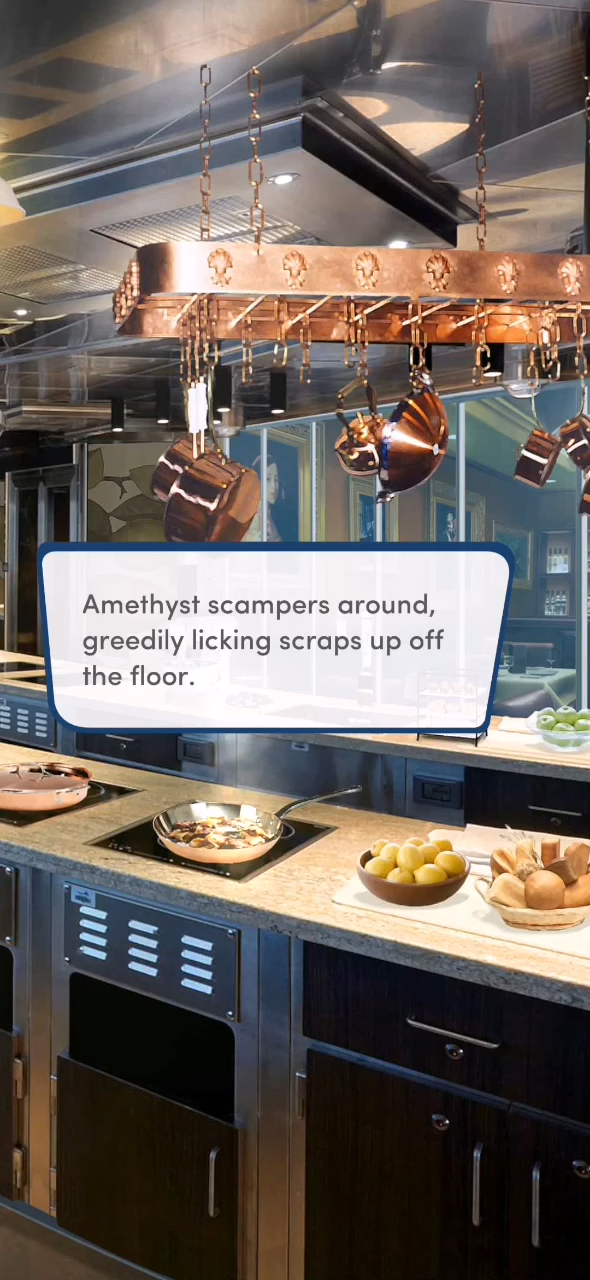 Amethyst scampers around,
greedily licking scraps up off
the floor.